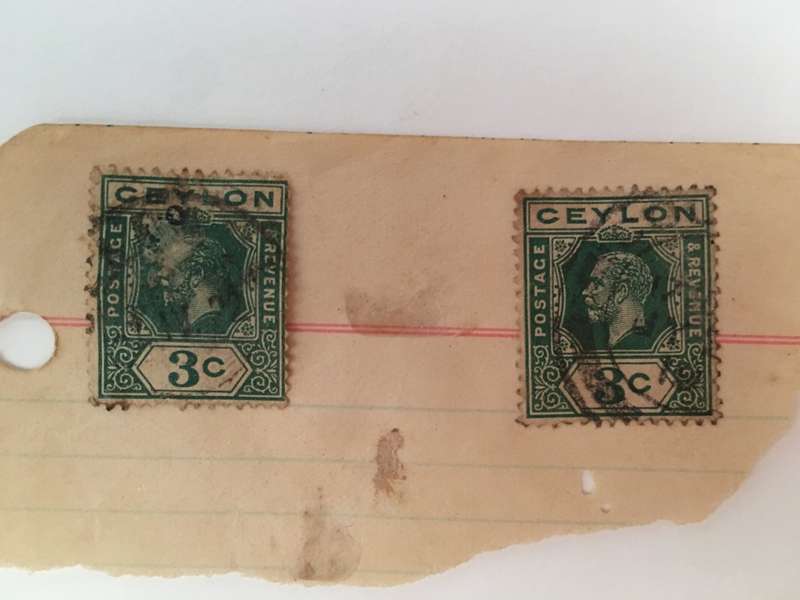 CEYLON
POSTAGE
& REVENUE
3C
CEYLON
POSTAGE
& REVENUE
3C